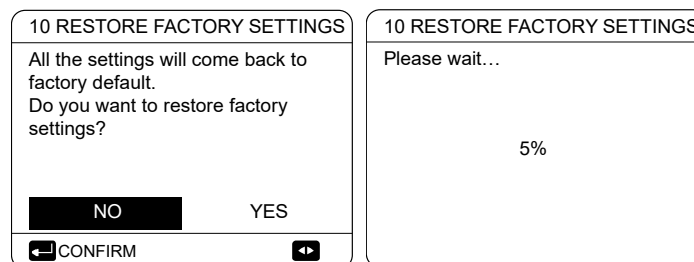 10 RESTORE FACTORY SETTINGS
All the settings will come back to
factory default.
Do you want to restore factory
settings?
NO YES
CONFIRM
10 RESTORE FACTORY SETTINGS
Please wait…
5%